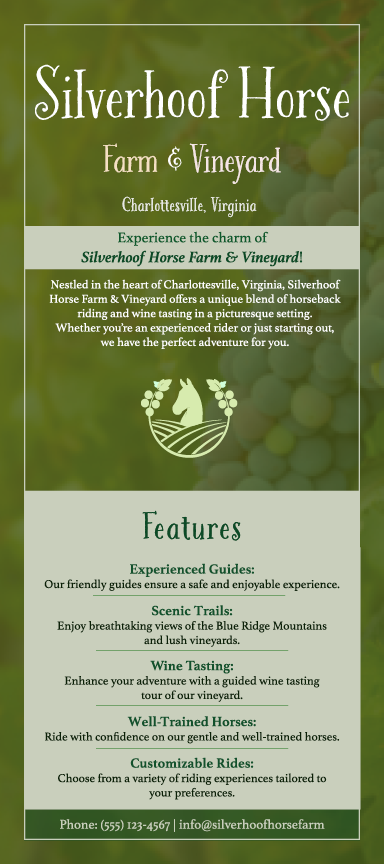 Silverhoof Horse
Farm & Vineyard
Charlottesville, Virginia
Experience the charm of
Silverhoof Horse Farm & Vineyard!
Nestled in the heart of Charlottesville, Virginia, Silverhoof
Horse Farm & Vineyard offers a unique blend of horseback
riding and wine tasting in a picturesque setting.
Whether you're an experienced rider or just starting out,
we have the perfect adventure for you.
Features
Experienced Guides:
Our friendly guides ensure a safe and enjoyable experience.
Scenic Trails:
Enjoy breathtaking views of the Blue Ridge Mountains
and lush vineyards.
Wine Tasting:
Enhance your adventure with a guided wine tasting
tour of our vineyard.
Well-Trained Horses:
Ride with confidence on our gentle and well-trained horses.
Customizable Rides:
Choose from a variety of riding experiences tailored to
your preferences.
Phone: (555) 123-4567 | info@silverhoofhorsefarm